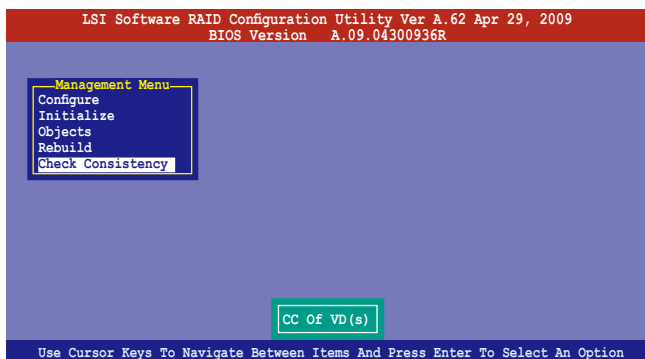 LSI Software RAID Configuration Utility Ver A.62 Apr 29, 2009
BIOS Version A.09.04300936R
Management Menu
Configure
Initialize
Objects
Rebuild
Check Consistency
CC Of VD(s)
Use Cursor Keys To Navigate Between Items And Press Enter To Select An Option